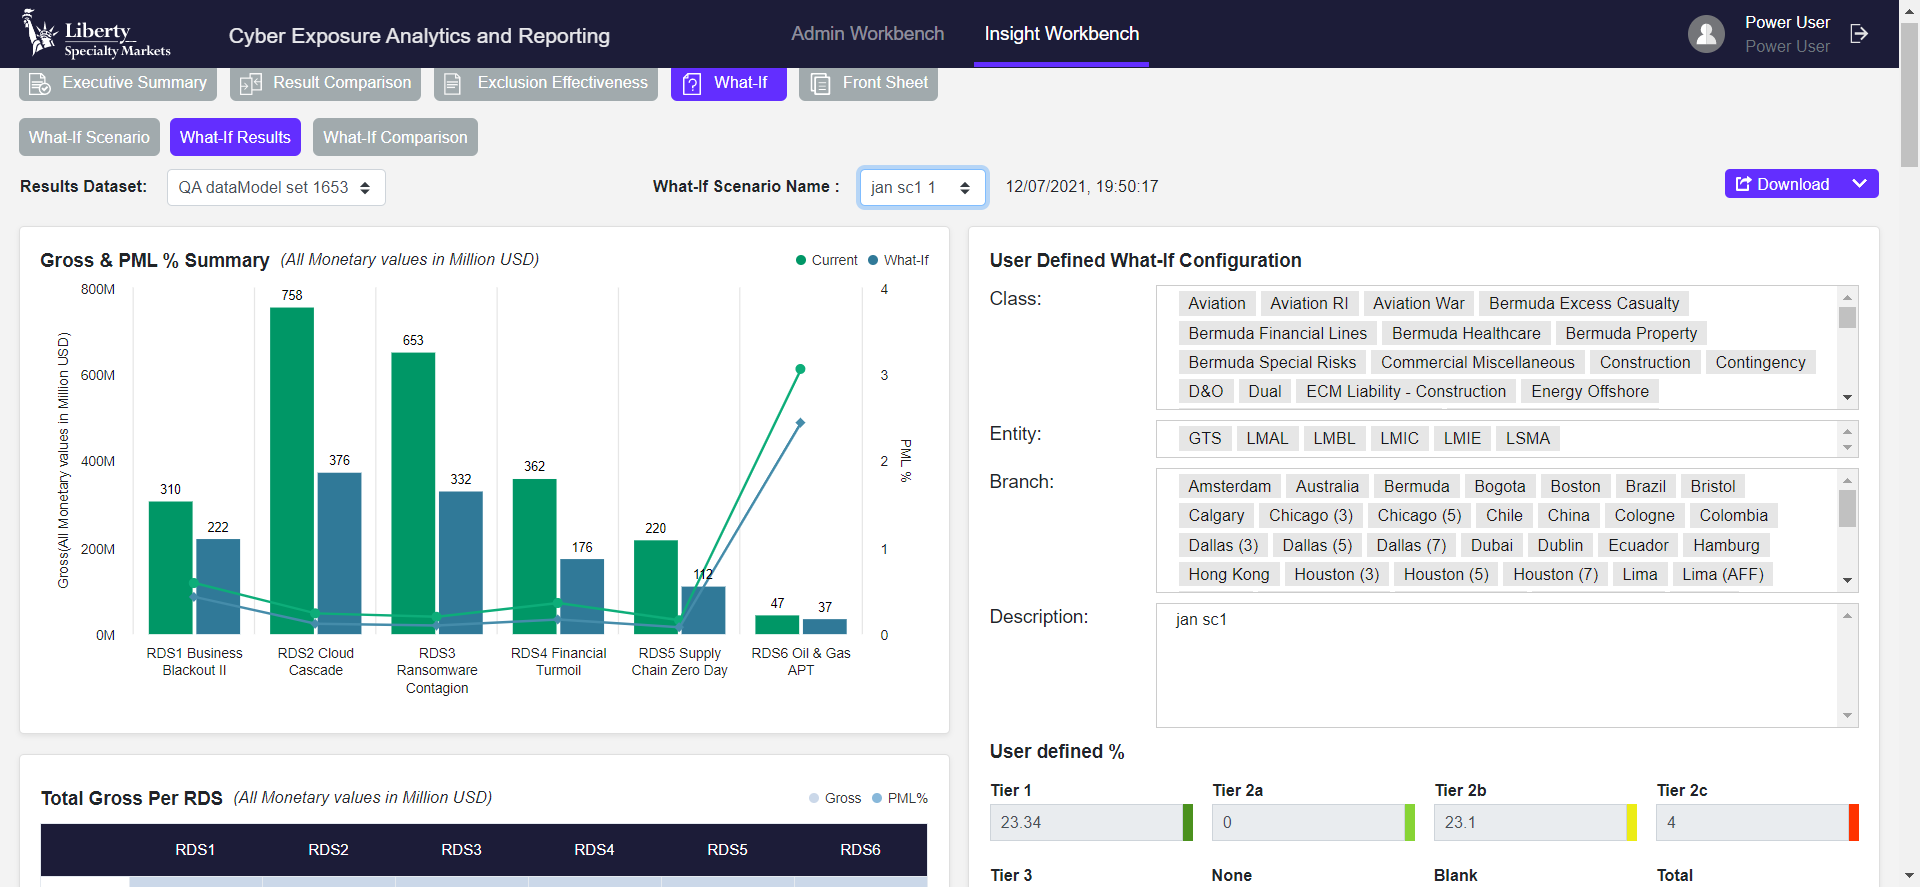 Liberty
Specialty Markets
Cyber Exposure Analytics and Reporting
Admin Workbench
Insight Workbench
Power User
Power User
Executive Summary
Result Comparison
Exclusion Effectiveness
What-If
Front Sheet
What-If Scenario
What-If Results
What-If Comparison
Results Dataset:
QA dataModel set 1653
What-If Scenario Name :
jan sc1 1
12/07/2021, 19:50:17
Download
Gross & PML % Summary (All Monetary values in Million USD)
Current What-If
800M
600M
400M
200M
0M
Gross(All Monetary values in Million USD)
310
222
758
376
653
332
362
176
220
112
47
37
4
3
2
1
0
PML %
RDS1 Business
Blackout II
RDS2 Cloud
Cascade
RDS3
Ransomware
Contagion
RDS4 Financial
Turmoil
RDS5 Supply
Chain Zero Day
RDS6 Oil & Gas
APT
Total Gross Per RDS (All Monetary values in Million USD)
Gross PML%
RDS1 RDS2 RDS3 RDS4 RDS5 RDS6
User Defined What-If Configuration
Class:
Aviation Aviation RI Aviation War Bermuda Excess Casualty
Bermuda Financial Lines Bermuda Healthcare Bermuda Property
Bermuda Special Risks Commercial Miscellaneous Construction Contingency
D&O Dual ECM Liability - Construction Energy Offshore
Entity:
GTS LMAL LMBL LMIC LMIE LSMA
Branch:
Amsterdam Australia Bermuda Bogota Boston Brazil Bristol
Calgary Chicago (3) Chicago (5) Chile China Cologne Colombia
Dallas (3) Dallas (5) Dallas (7) Dubai Dublin Ecuador Hamburg
Hong Kong Houston (3) Houston (5) Houston (7) Lima Lima (AFF)
Description:
jan sc1
User defined %
Tier 1 Tier 2a Tier 2b Tier 2c
23.34 0 23.1 4
Tier 3 None Blank Total